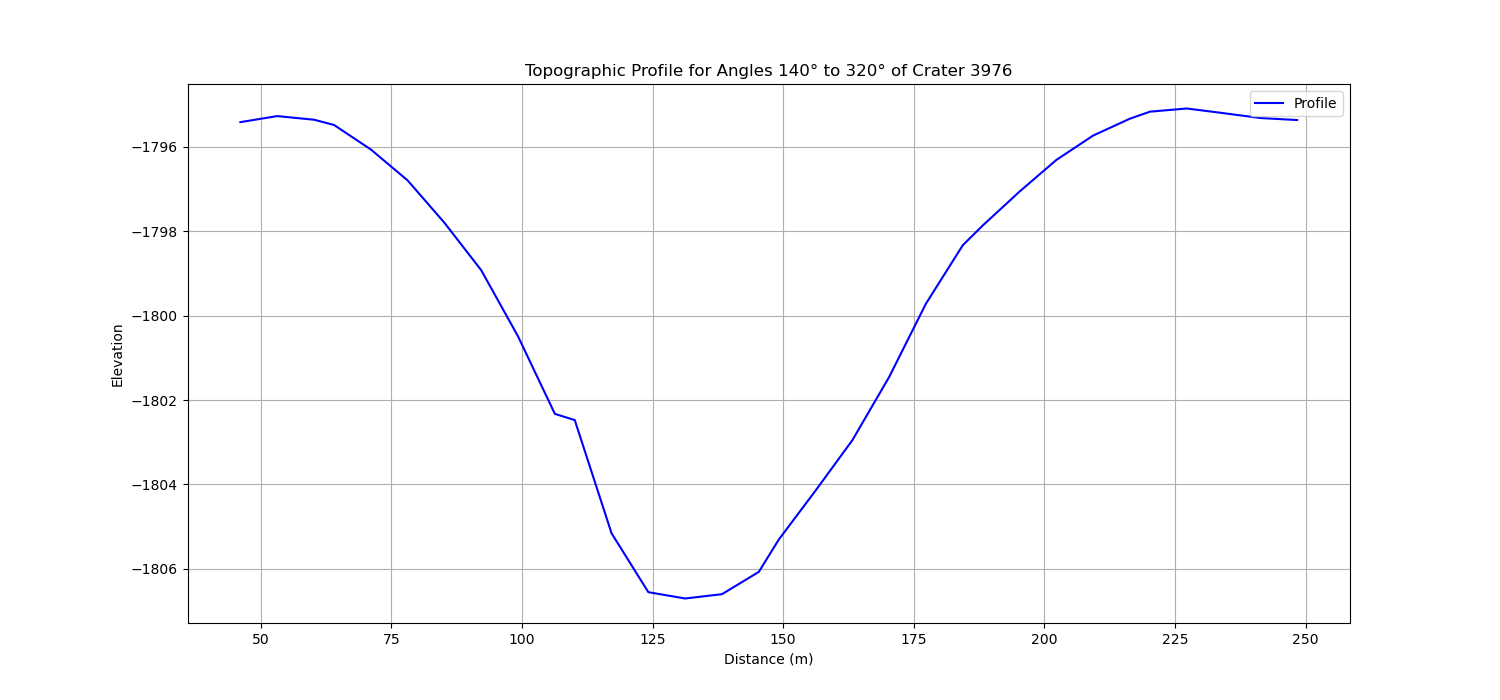 Topographic Profile for Angles 140° to 320° of Crater 3976
Profile
−1796
−1798
−1800
−1802
−1804
−1806
Elevation
50 75 100 125 150 175 200 225 250
Distance (m)